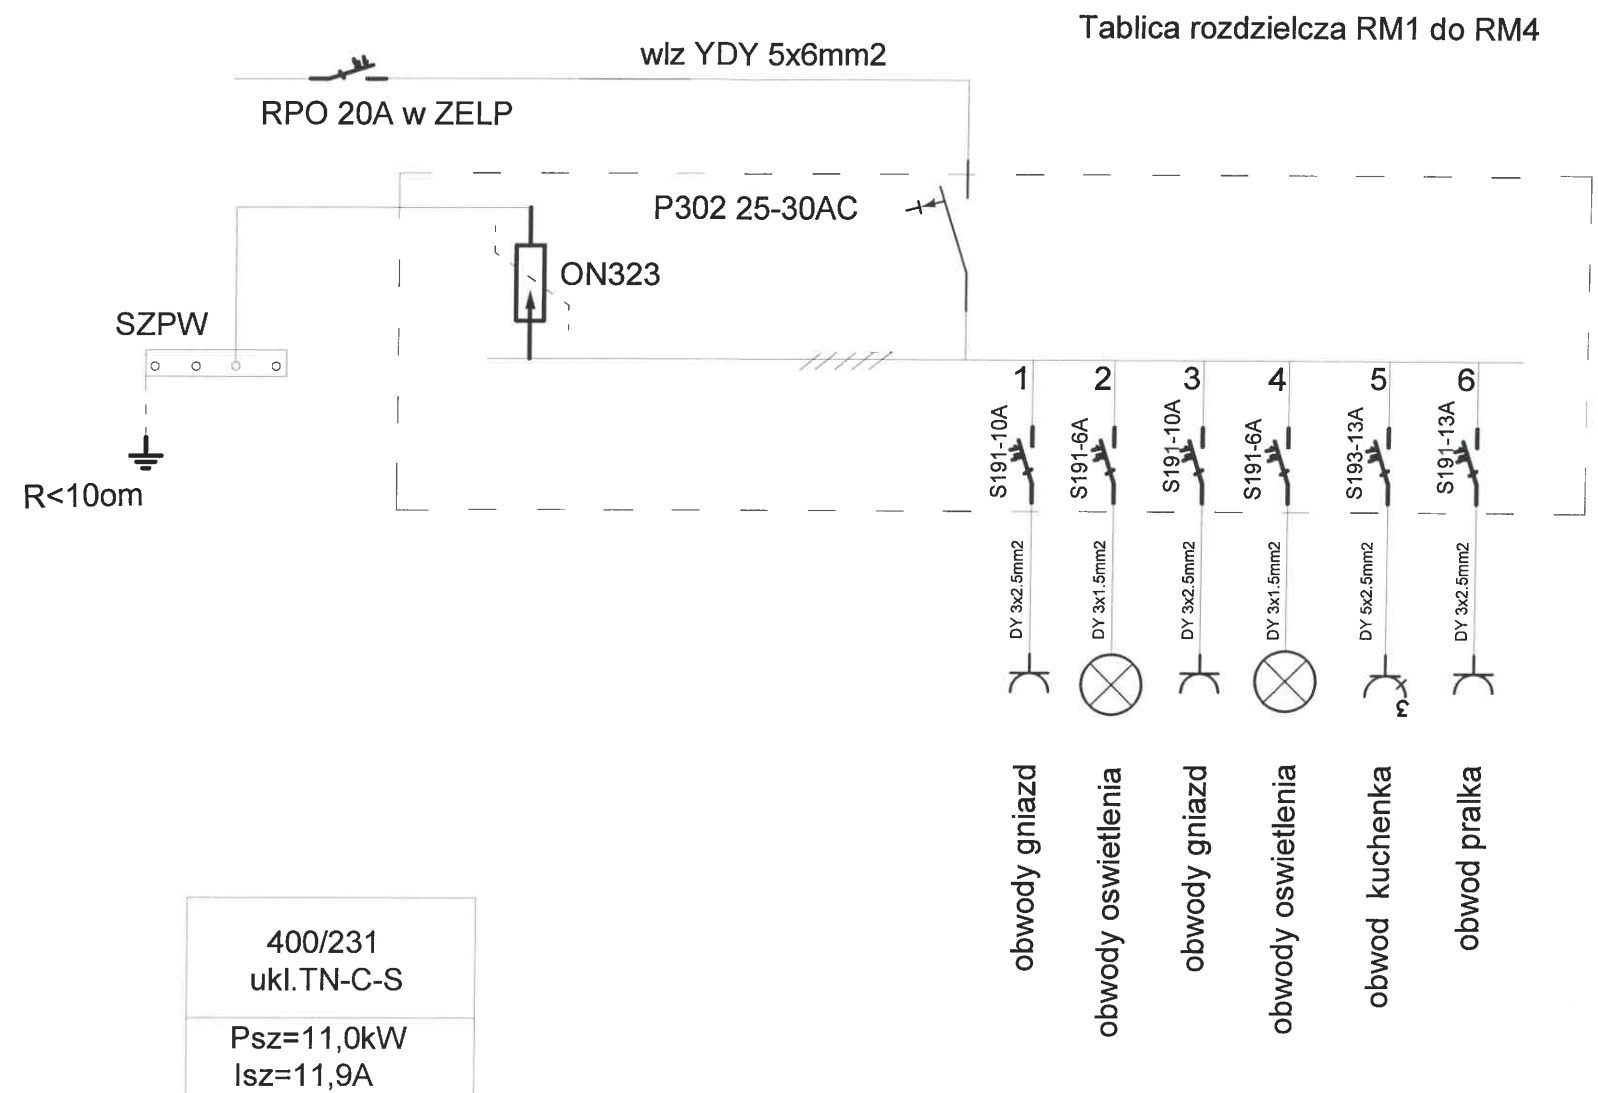 Tablica rozdzielcza RM1 do RM4
wlz YDY 5x6mm2
RPO 20A w ZELP
P302 25-30AC
ON323
SZPW
R<10om
1
2
3
4
5
6
S191-10A
S191-6A
S191-10A
S191-6A
S193-13A
S191-13A
DY 3x2.5mm2
DY 3x1.5mm2
DY 3x2.5mm2
DY 3x1.5mm2
DY 5x2.5mm2
DY 3x2.5mm2
3
obwody gniazd
obwody oswietlenia
obwody gniazd
obwody oswietlenia
obwod kuchenka
obwod pralka
400/231
ukl.TN-C-S
Psz=11,0kW
Isz=11,9A